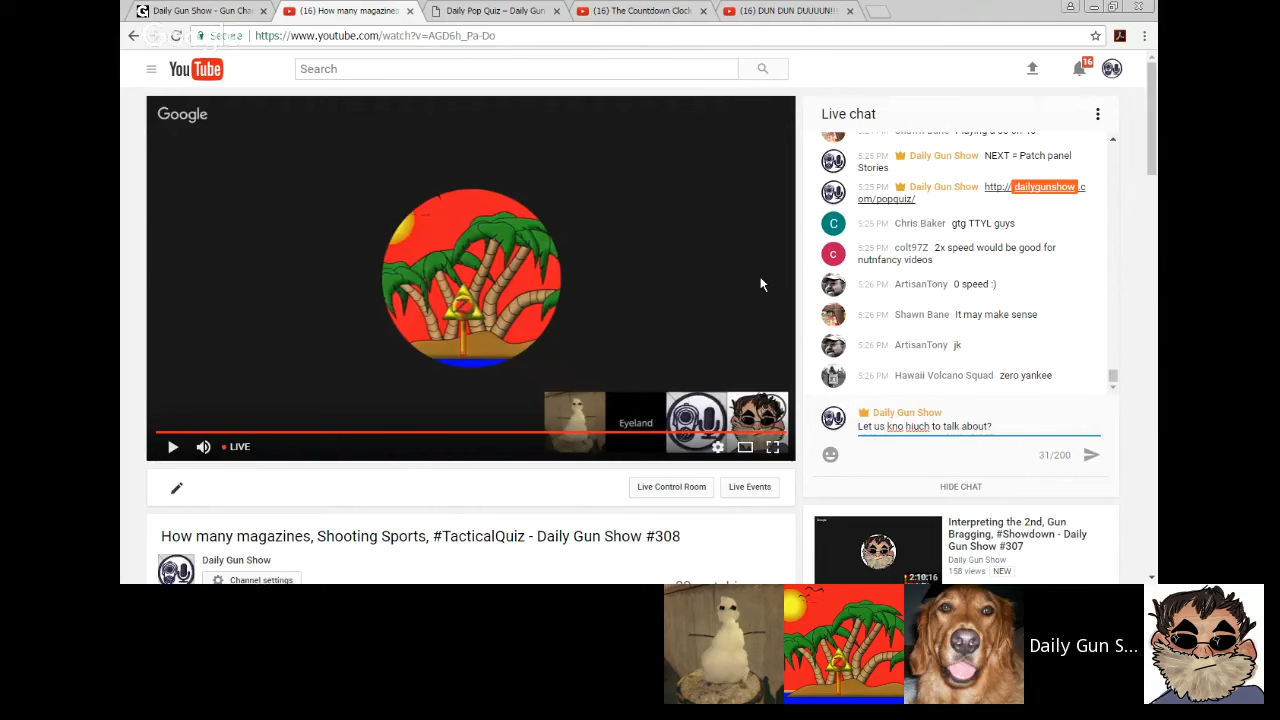 Daily Gun Show - Gun Cha
(16) How many magazines
Daily Pop Quiz – Daily Gun
(16) The Countdown Clock
(16) DUN DUN DUUUN!!!
Secure
https://www.youtube.com/watch?v=AGD6h_Pa-Do
YouTube
Search
16
Google
Eyeland
LIVE
Live Control Room
Live Events
How many magazines, Shooting Sports, #TacticalQuiz - Daily Gun Show #308
Daily Gun Show
Channel settings
Live chat
5:25 PM Daily Gun Show NEXT = Patch panel
Stories
5:25 PM Daily Gun Show http://dailygunshow.c
om/popquiz/
C
5:25 PM Chris Baker gtg TTYL guys
c
5:25 PM colt97Z 2x speed would be good for
nutnfancy videos
5:26 PM ArtisanTony 0 speed :)
5:26 PM Shawn Bane It may make sense
5:26 PM ArtisanTony jk
5:26 PM Hawaii Volcano Squad zero yankee
Daily Gun Show
Let us kno hiuch to talk about?
31/200
HIDE CHAT
Interpreting the 2nd, Gun
Bragging, #Showdown - Daily
Gun Show #307
Daily Gun Show
158 views NEW
2:10:16
Daily Gun S...